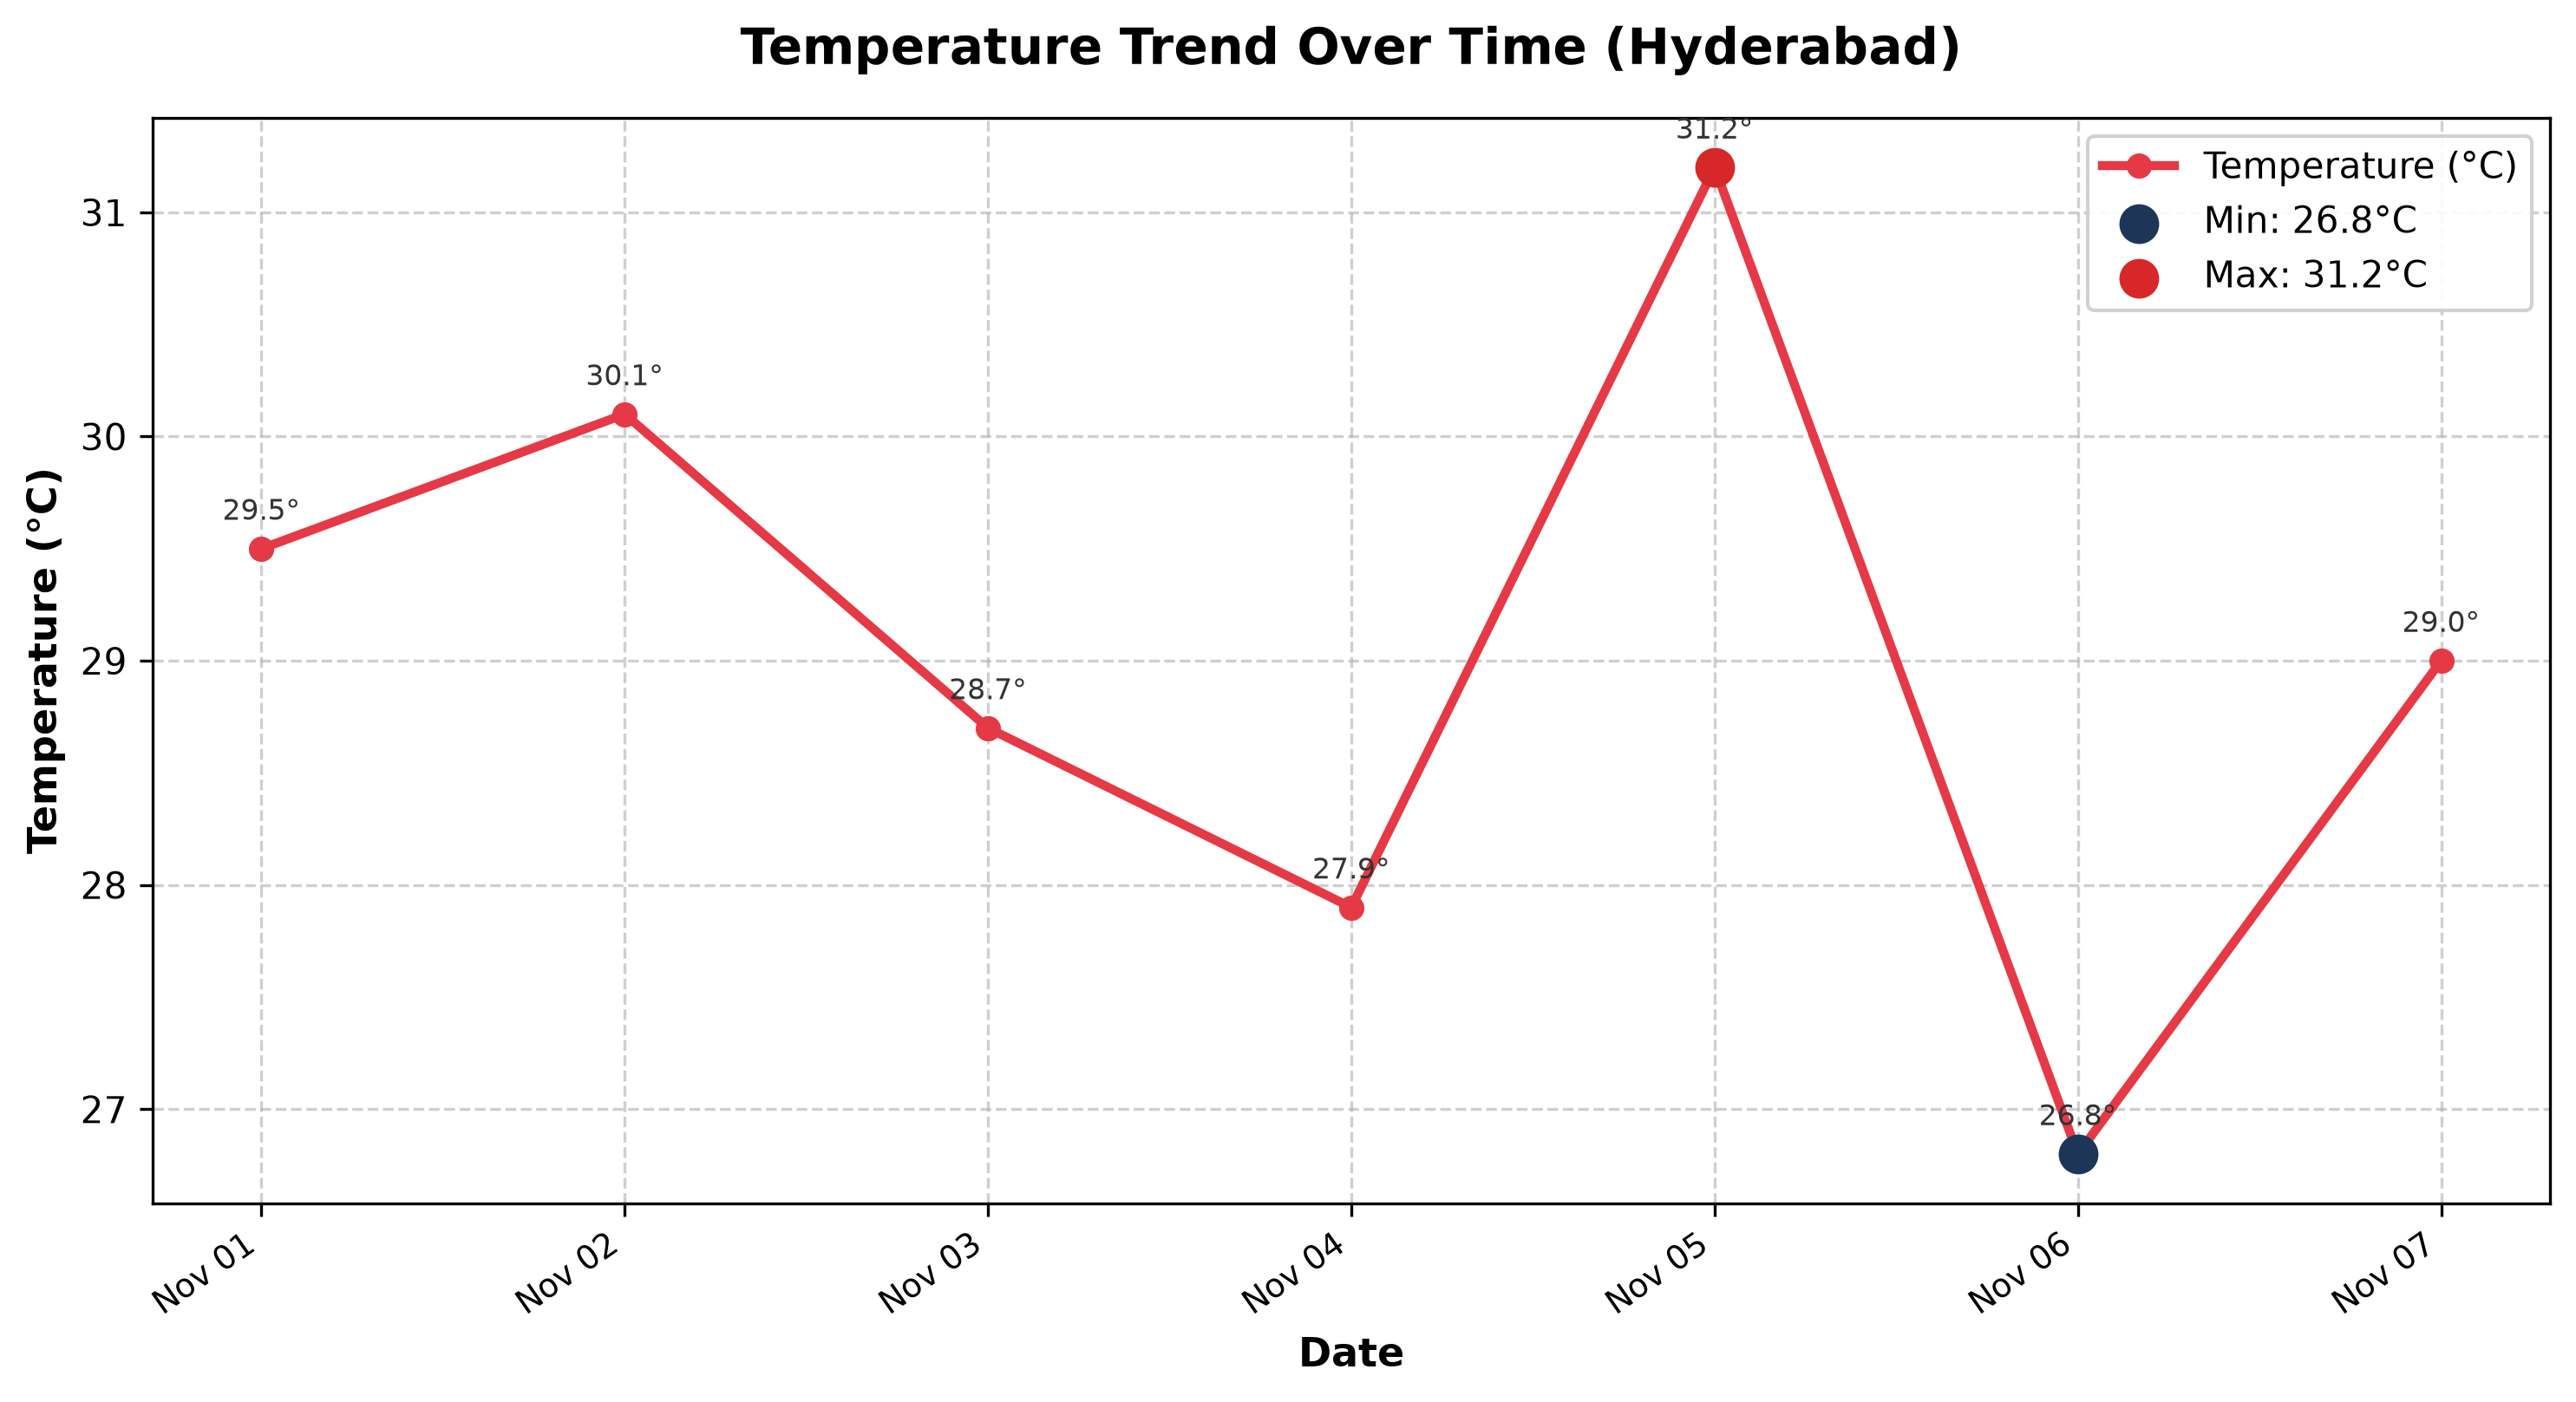 Temperature Trend Over Time (Hyderabad)
Temperature (°C)
Min: 26.8°C
Max: 31.2°C
31.2°
30.1°
29.5°
28.7°
27.9°
26.8°
29.0°
31
30
29
28
27
Temperature (°C)
Nov 01
Nov 02
Nov 03
Nov 04
Nov 05
Nov 06
Nov 07
Date